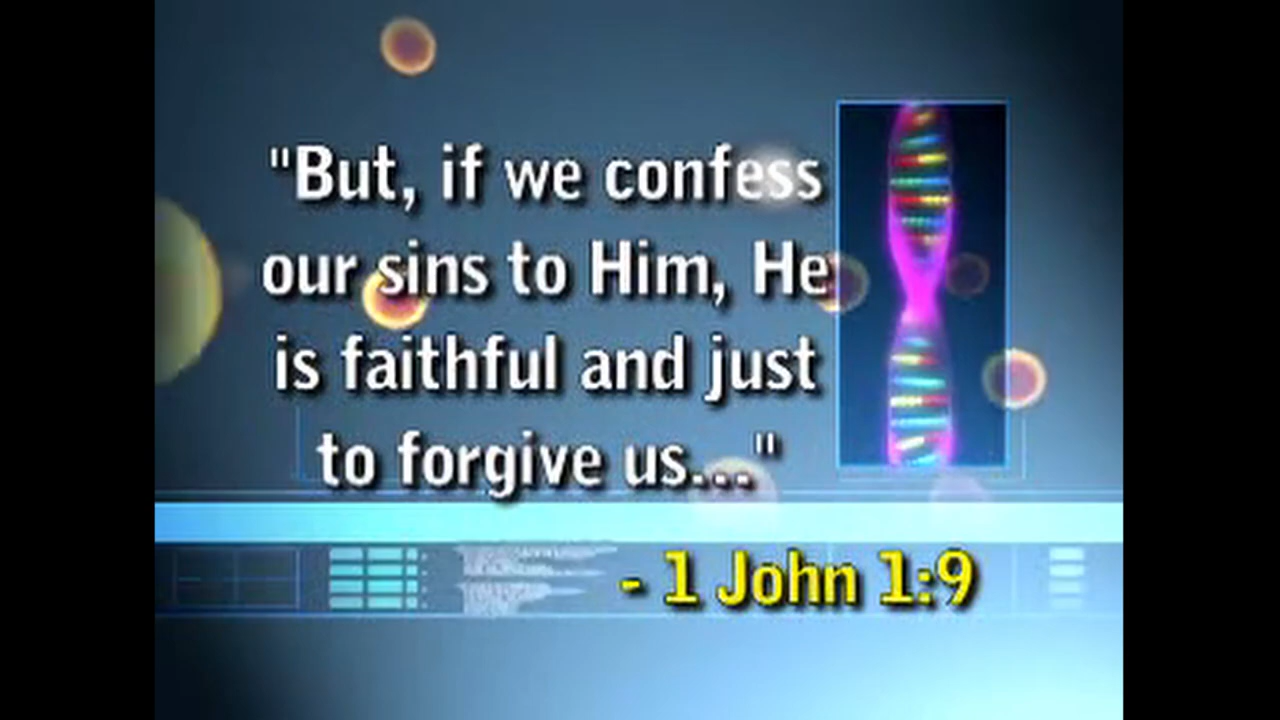 "But, if we confess
our sins to Him, He
is faithful and just
to forgive us..."
- 1 John 1:9